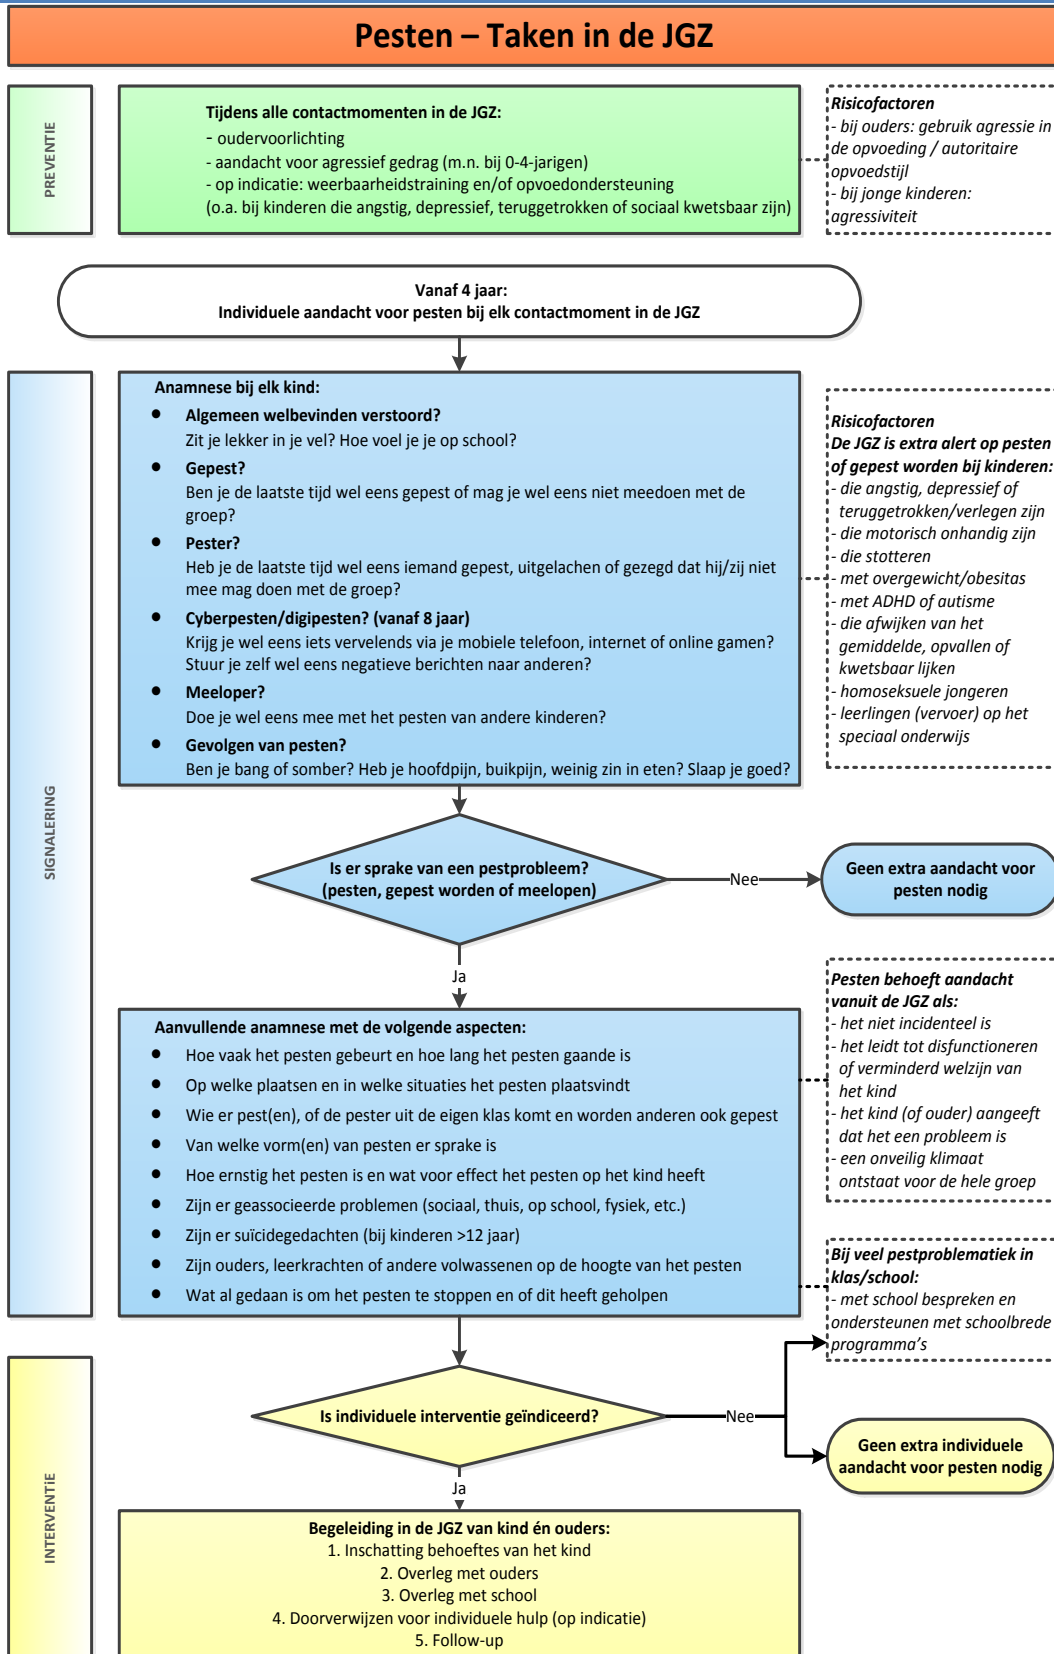 Pesten – Taken in de JGZ
PREVENTIE
Tijdens alle contactmomenten in de JGZ:
- oudervoorlichting
- aandacht voor agressief gedrag (m.n. bij 0-4-jarigen)
- op indicatie: weerbaarheidstraining en/of opvoedondersteuning
(o.a. bij kinderen die angstig, depressief, teruggetrokken of sociaal kwetsbaar zijn)
Risicofactoren
- bij ouders: gebruik agressie in
de opvoeding / autoritaire
opvoedstijl
- bij jonge kinderen:
agressiviteit
Vanaf 4 jaar:
Individuele aandacht voor pesten bij elk contactmoment in de JGZ
SIGNALERING
Anamnese bij elk kind:
• Algemeen welbevinden verstoord?
Zit je lekker in je vel? Hoe voel je je op school?
• Gepest?
Ben je de laatste tijd wel eens gepest of mag je wel eens niet meedoen met de
groep?
• Pester?
Heb je de laatste tijd wel eens iemand gepest, uitgelachen of gezegd dat hij/zij niet
mee mag doen met de groep?
• Cyberpesten/digipesten? (vanaf 8 jaar)
Krijg je wel eens iets vervelends via je mobiele telefoon, internet of online gamen?
Stuur je zelf wel eens negatieve berichten naar anderen?
• Meeloper?
Doe je wel eens mee met het pesten van andere kinderen?
• Gevolgen van pesten?
Ben je bang of somber? Heb je hoofdpijn, buikpijn, weinig zin in eten? Slaap je goed?
Risicofactoren
De JGZ is extra alert op pesten
of gepest worden bij kinderen:
- die angstig, depressief of
teruggetrokken/verlegen zijn
- die motorisch onhandig zijn
- die stotteren
- met overgewicht/obesitas
- met ADHD of autisme
- die afwijken van het
gemiddelde, opvallen of
kwetsbaar lijken
- homoseksuele jongeren
- leerlingen (vervoer) op het
speciaal onderwijs
Is er sprake van een pestprobleem?
(pesten, gepest worden of meelopen)
Nee
Geen extra aandacht voor
pesten nodig
Ja
Aanvullende anamnese met de volgende aspecten:
• Hoe vaak het pesten gebeurt en hoe lang het pesten gaande is
• Op welke plaatsen en in welke situaties het pesten plaatsvindt
• Wie er pest(en), of de pester uit de eigen klas komt en worden anderen ook gepest
• Van welke vorm(en) van pesten er sprake is
• Hoe ernstig het pesten is en wat voor effect het pesten op het kind heeft
• Zijn er geassocieerde problemen (sociaal, thuis, op school, fysiek, etc.)
• Zijn er suïcidegedachten (bij kinderen >12 jaar)
• Zijn ouders, leerkrachten of andere volwassenen op de hoogte van het pesten
• Wat al gedaan is om het pesten te stoppen en of dit heeft geholpen
Pesten behoeft aandacht
vanuit de JGZ als:
- het niet incidenteel is
- het leidt tot disfunctioneren
of verminderd welzijn van
het kind
- het kind (of ouder) aangeeft
dat het een probleem is
- een onveilig klimaat
ontstaat voor de hele groep
Bij veel pestproblematiek in
klas/school:
- met school bespreken en
ondersteunen met schoolbrede
programma's
INTERVENTiE
Is individuele interventie geïndiceerd?
Nee
Geen extra individuele
aandacht voor pesten nodig
Ja
Begeleiding in de JGZ van kind én ouders:
1. Inschatting behoeftes van het kind
2. Overleg met ouders
3. Overleg met school
4. Doorverwijzen voor individuele hulp (op indicatie)
5. Follow-up